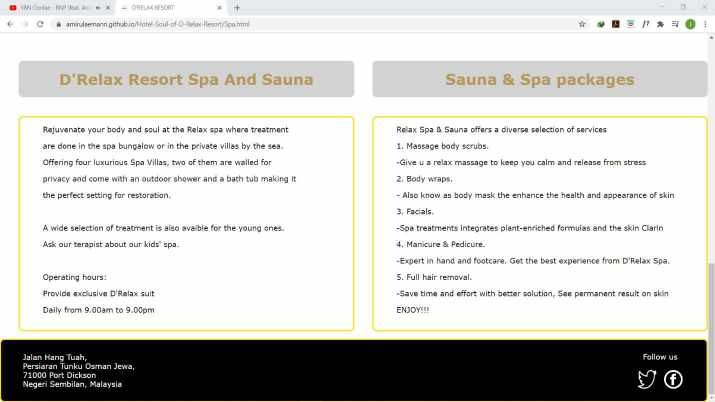 YAN Coolae - RNP (feat. An
O'RELAX RESORT
amirulaemann.github.io/Hotel-Soul-of-D-Relax-Resort/Spa.html
D'Relax Resort Spa And Sauna
Sauna & Spa packages
Rejuvenate your body and soul at the Relax spa where treatment
are done in the spa bungalow or in the private villas by the sea.
Offering four luxurious Spa Villas, two of them are walled for
privacy and come with an outdoor shower and a bath tub making it
the perfect setting for restoration.
A wide selection of treatment is also avaible for the young ones.
Ask our terapist about our kids' spa.
Operating hours:
Provide exclusive D'Relax suit
Daily from 9.00am to 9.00pm
Relax Spa & Sauna offers a diverse selection of services
1. Massage body scrubs.
-Give u a relax massage to keep you calm and release from stress
2. Body wraps.
- Also know as body mask the enhance the health and appearance of skin
3. Facials.
-Spa treatments integrates plant-enriched formulas and the skin Clarin
4. Manicure & Pedicure.
-Expert in hand and footcare. Get the best experience from D'Relax Spa.
5. Full hair removal.
-Save time and effort with better solution, See permanent result on skin
ENJOY!!!
Jalan Hang Tuah,
Persiaran Tunku Osman Jewa,
71000 Port Dickson
Negeri Sembilan, Malaysia
Follow us